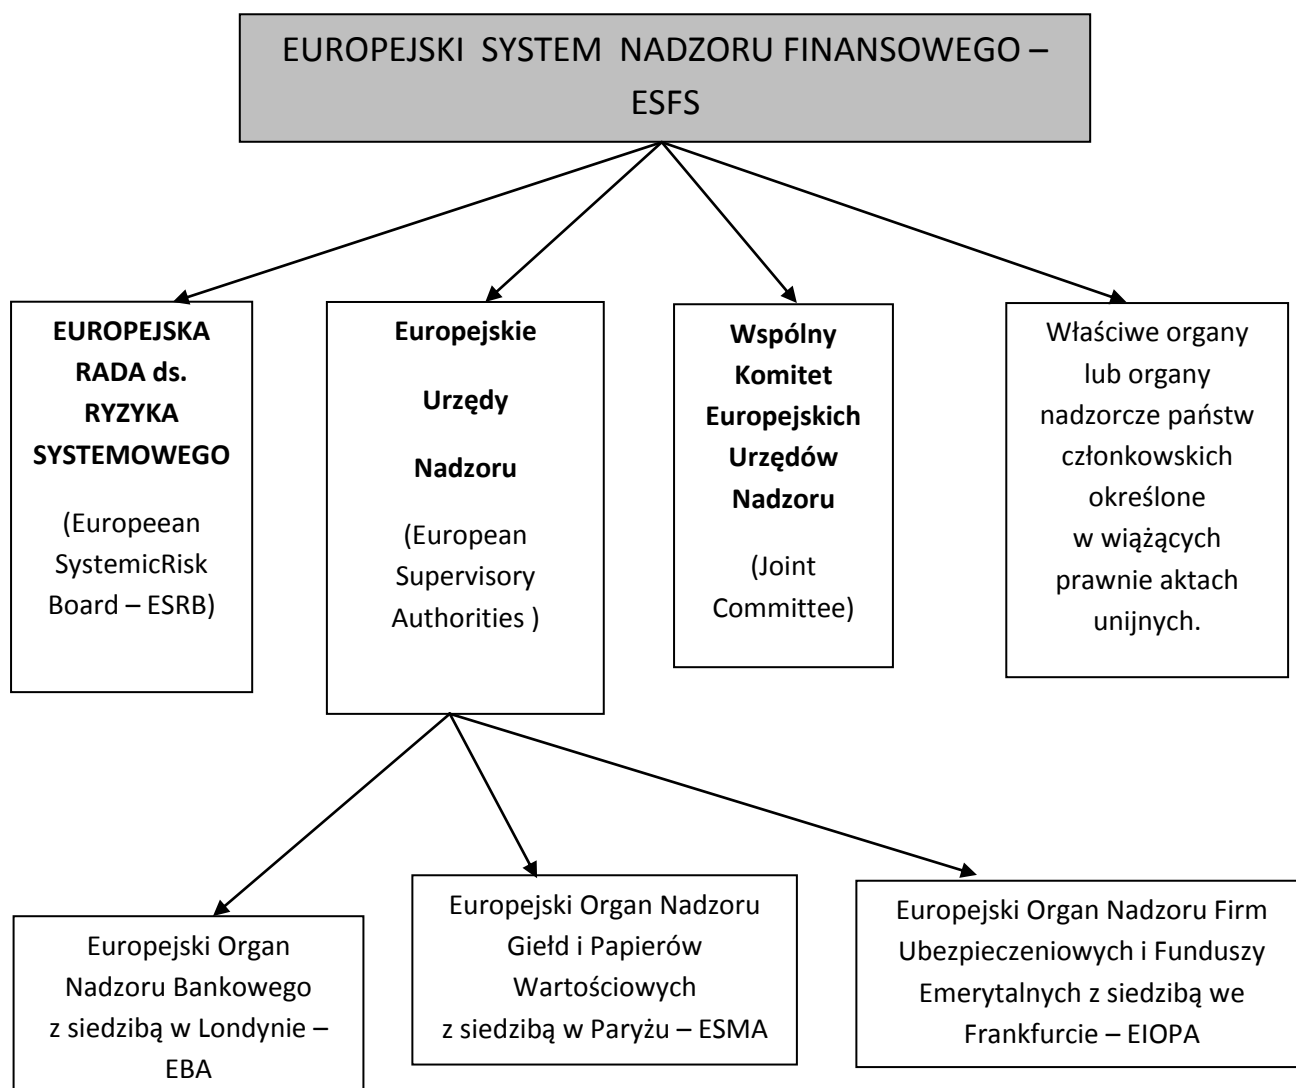 EUROPEJSKI SYSTEM NADZORU FINANSOWEGO –
ESFS
EUROPEJSKA
RADA ds.
RYZYKA
SYSTEMOWEGO
(Europeean
SystemicRisk
Board – ESRB)
Europejskie
Urzędy
Nadzoru
(European
Supervisory
Authorities )
Wspólny
Komitet
Europejskich
Urzędów
Nadzoru
(Joint
Committee)
Właściwe organy
lub organy
nadzorcze państw
członkowskich
określone
w wiążących
prawnie aktach
unijnych.
Europejski Organ
Nadzoru Bankowego
z siedzibą w Londynie –
EBA
Europejski Organ Nadzoru
Giełd i Papierów
Wartościowych
z siedzibą w Paryżu – ESMA
Europejski Organ Nadzoru Firm
Ubezpieczeniowych i Funduszy
Emerytalnych z siedzibą we
Frankfurcie – EIOPA